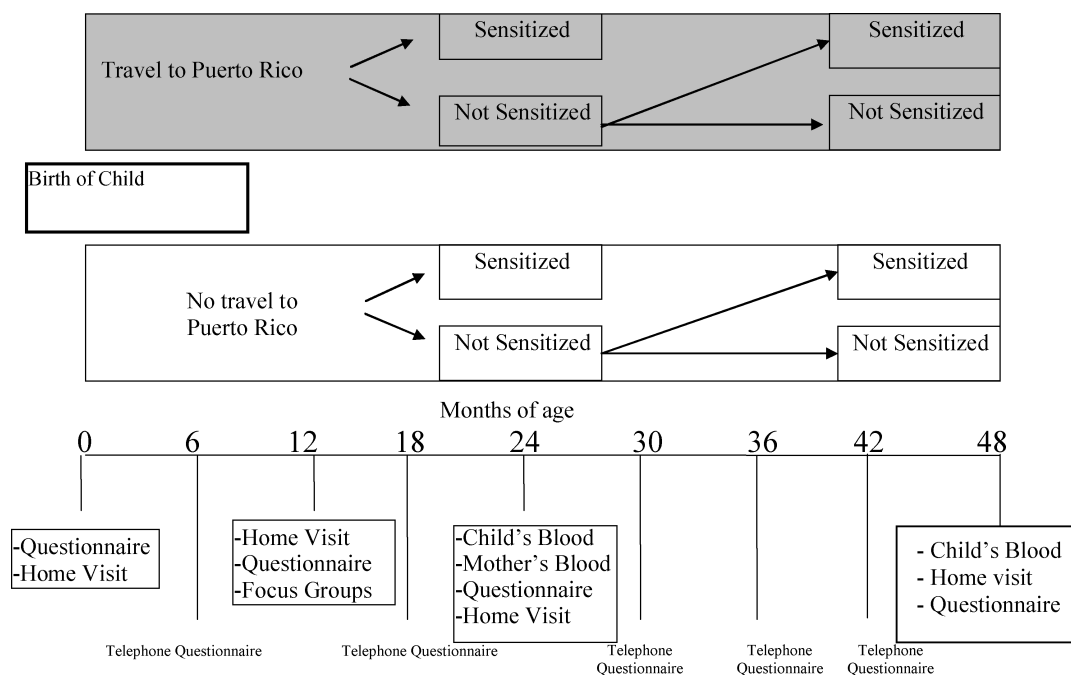 Sensitized
Sensitized
Travel to Puerto Rico
Not Sensitized
Not Sensitized
Birth of Child
Sensitized
Sensitized
No travel to
Puerto Rico
Not Sensitized
Not Sensitized
Months of age
0 6 12 18 24 30 36 42 48
-Questionnaire
-Home Visit
-Home Visit
-Questionnaire
-Focus Groups
-Child's Blood
-Mother's Blood
-Questionnaire
-Home Visit
- Child's Blood
- Home visit
- Questionnaire
Telephone Questionnaire
Telephone Questionnaire
Telephone
Questionnaire
Telephone
Questionnaire
Telephone
Questionnaire